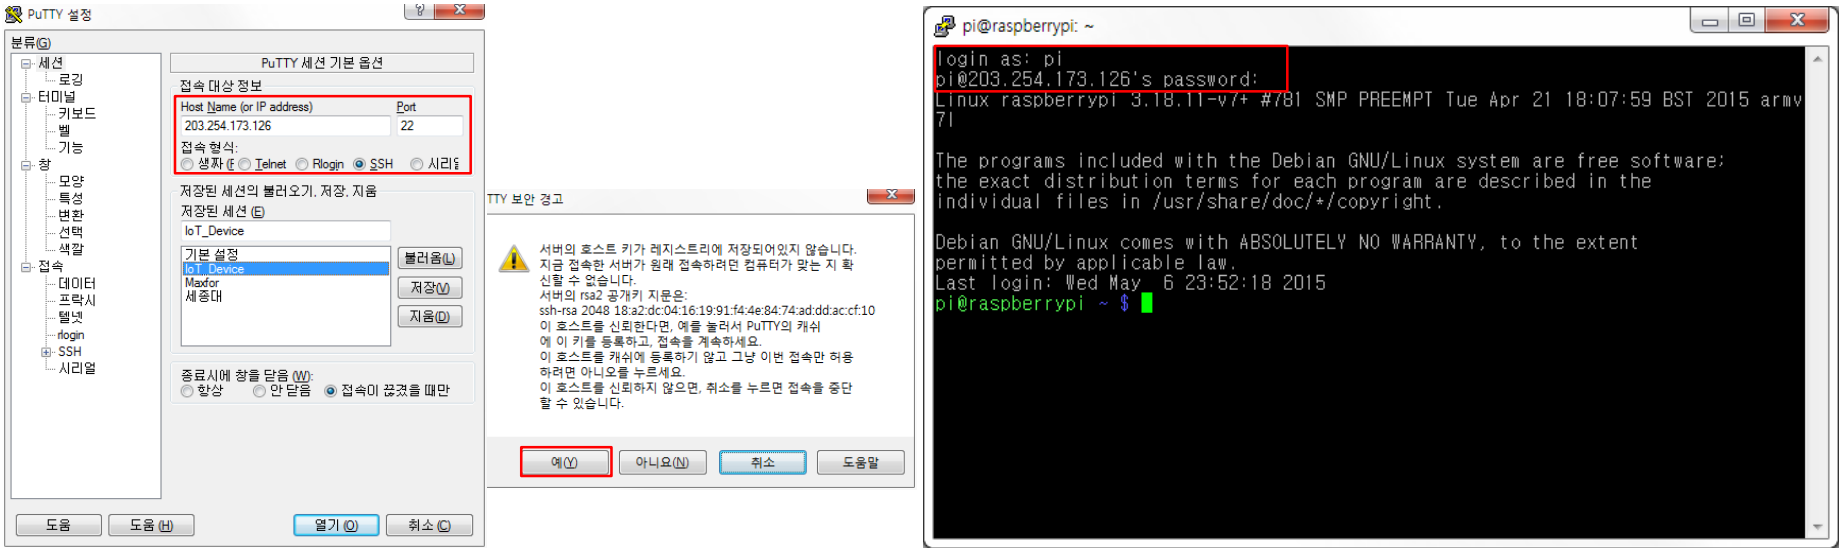 PuTTY 설정
분류(G)
세션
로깅
터미널
키보드
벨
기능
창
모양
특성
변환
선택
색깔
접속
데이터
프락시
텔넷
rlogin
SSH
시리얼
PuTTY 세션 기본 옵션
접속 대상 정보
Host Name (or IP address) Port
203.254.173.126 22
접속 형식:
생짜 Telnet Rlogin SSH
저장된 세션의 불러오기, 저장, 지움
저장된 세션 (E)
IoT_Device
기본 설정
IoT_Device
Maxfor
세종대
불러옴(L)
저장(V)
지움(D)
종료시에 창을 닫음 (W):
항상 안 닫음 접속이 끊겼을 때만
도움 도움 (H) 열기 (O) 취소 (C)
TTY 보안 경고
서버의 호스트 키가 레지스트리에 저장되어있지 않습니다.
지금 접속한 서버가 원래 접속하려던 컴퓨터가 맞는 지 확
신할 수 없습니다.
서버의 rsa2 공개키 지문은:
ssh-rsa 2048 18:a2:dc:04:16:19:91:f4:4e:84:74:ad:dd:ac:cf:10
이 호스트를 신뢰한다면, 예를 눌러서 PuTTY의 캐쉬
에 이 키를 등록하고, 접속을 계속하세요.
이 호스트를 캐쉬에 등록하기 않고 그냥 이번 접속만 허용
하려면 아니오를 누르세요.
이 호스트를 신뢰하지 않으면, 취소를 누르면 접속을 중단
할 수 있습니다.
예(Y) 아니요(N) 취소 도움말
pi@raspberrypi: ~
login as: pi
pi@203.254.173.126's password:
Linux raspberrypi 3.18.11-v7+ #781 SMP PREEMPT Tue Apr 21 18:07:59 BST 2015 armv
7l
The programs included with the Debian GNU/Linux system are free software;
the exact distribution terms for each program are described in the
individual files in /usr/share/doc/*/copyright.
Debian GNU/Linux comes with ABSOLUTELY NO WARRANTY, to the extent
permitted by applicable law.
Last login: Wed May  6 23:52:18 2015
pi@raspberrypi ~ $